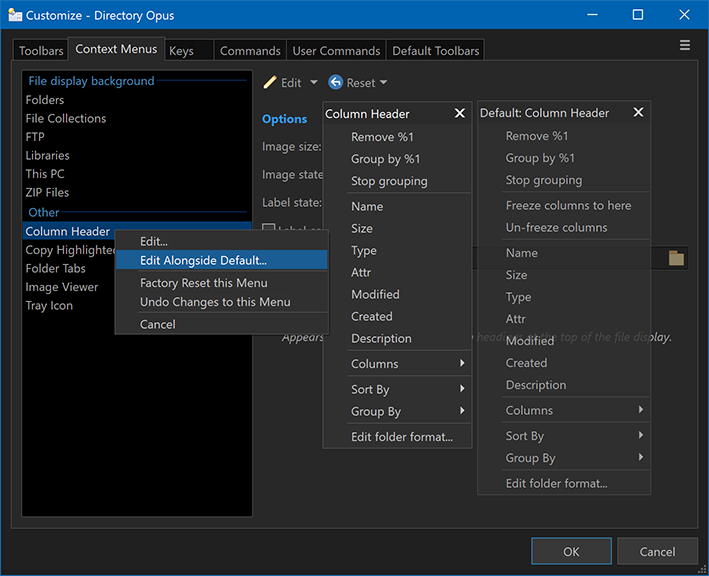 Customize - Directory Opus
Toolbars
Context Menus
Keys
Commands
User Commands
Default Toolbars
File display background
Folders
File Collections
FTP
Libraries
This PC
ZIP Files
Other
Column Header
Copy Highlighte
Folder Tabs
Image Viewer
Tray Icon
Edit...
Edit Alongside Default...
Factory Reset this Menu
Undo Changes to this Menu
Cancel
Edit
Reset
Options
Image size:
Image state
Label state:
Appears
head
at the top of the file display.
Column Header
Remove %1
Group by %1
Stop grouping
Name
Size
Type
Attr
Modified
Created
Description
Columns
Sort By
Group By
Edit folder format...
Default: Column Header
Remove %1
Group by %1
Stop grouping
Freeze columns to here
Un-freeze columns
Name
Size
Type
Attr
Modified
Created
Description
Columns
Sort By
Group By
Edit folder format...
OK
Cancel